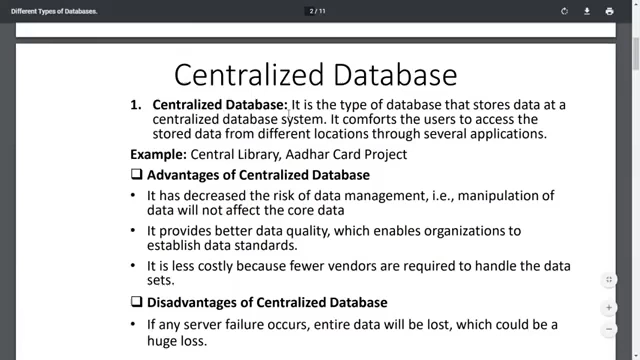 Different Types of Databases.
2 / 11
Centralized Database
1. Centralized Database: It is the type of database that stores data at a
centralized database system. It comforts the users to access the
stored data from different locations through several applications.
Example: Central Library, Aadhar Card Project
❑ Advantages of Centralized Database
• It has decreased the risk of data management, i.e., manipulation of
data will not affect the core data
• It provides better data quality, which enables organizations to
establish data standards.
• It is less costly because fewer vendors are required to handle the data
sets.
❑ Disadvantages of Centralized Database
• If any server failure occurs, entire data will be lost, which could be a
huge loss.